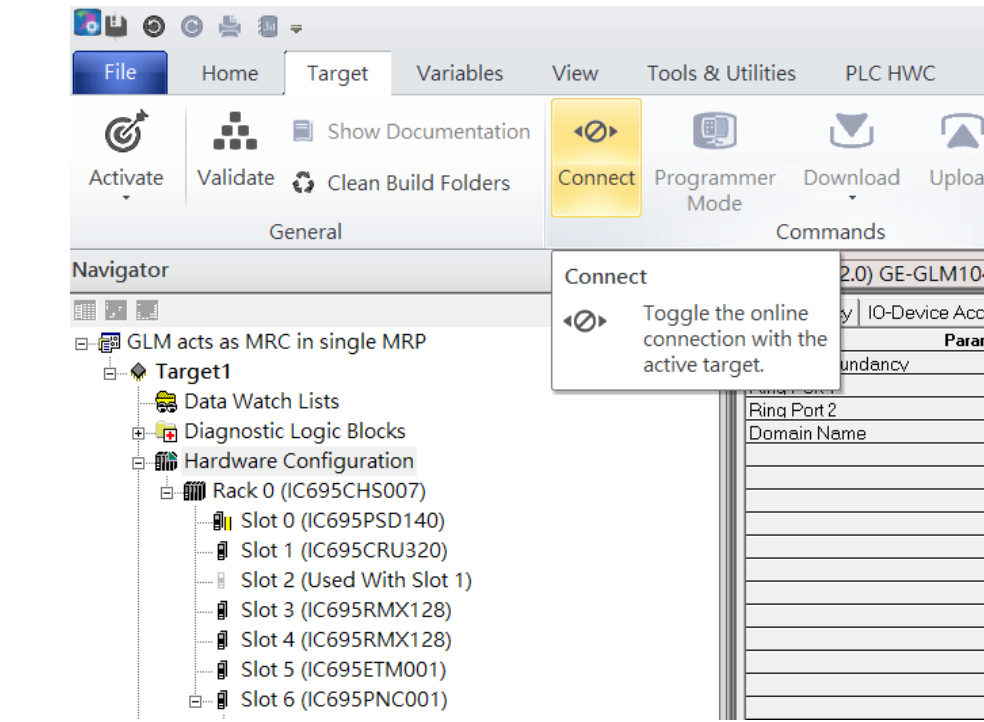 File Home Target Variables View Tools & Utilities PLC HWC
Activate
Validate
Show Documentation
Clean Build Folders
General
Connect
Programmer
Mode
Download
Commands
Navigator
Connect
Toggle the online
connection with the
active target.
2.0) GE-GLM10
IO-Device Acc
Ring Port 2
Domain Name
GLM acts as MRC in single MRP
Target1
Data Watch Lists
Diagnostic Logic Blocks
Hardware Configuration
Rack 0 (IC695CHS007)
Slot 0 (IC695PSD140)
Slot 1 (IC695CRU320)
Slot 2 (Used With Slot 1)
Slot 3 (IC695RMX128)
Slot 4 (IC695RMX128)
Slot 5 (IC695ETM001)
Slot 6 (IC695PNC001)